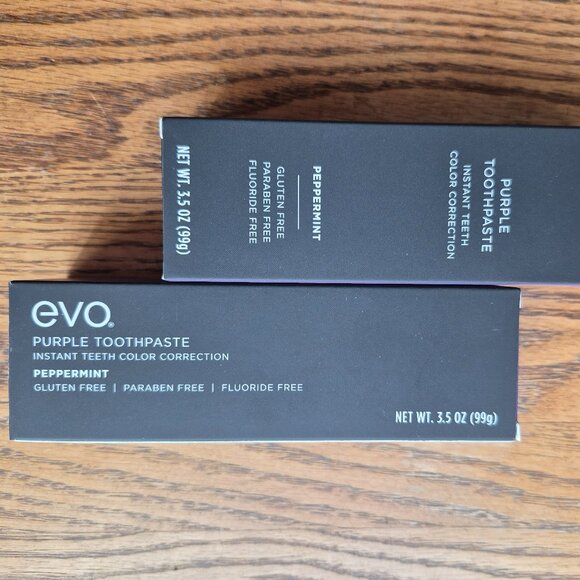 PURPLE
TOOTHPASTE
INSTANT TEETH
COLOR CORRECTION
PEPPERMINT
GLUTEN FREE
PARABEN FREE
FLUORIDE FREE
NET WT. 3.5 OZ (99g)
evo®
PURPLE TOOTHPASTE
INSTANT TEETH COLOR CORRECTION
PEPPERMINT
GLUTEN FREE | PARABEN FREE | FLUORIDE FREE
NET WT. 3.5 OZ (99g)